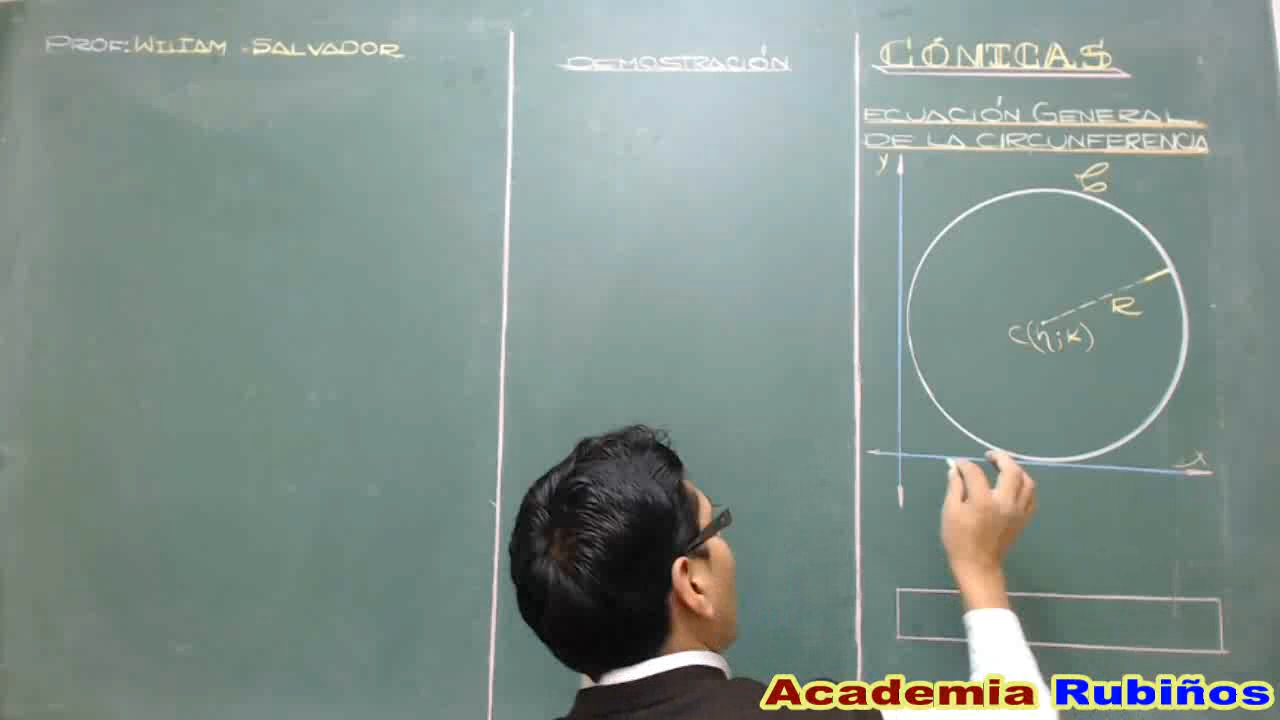 PROF: WILIAM SALVADOR
DEMOSTRACIÓN
CÓNICAS
ECUACIÓN GENERAL
DE LA CIRCUNFERENCIA
y
C
R
C(h;k)
x
Academia Rubiños